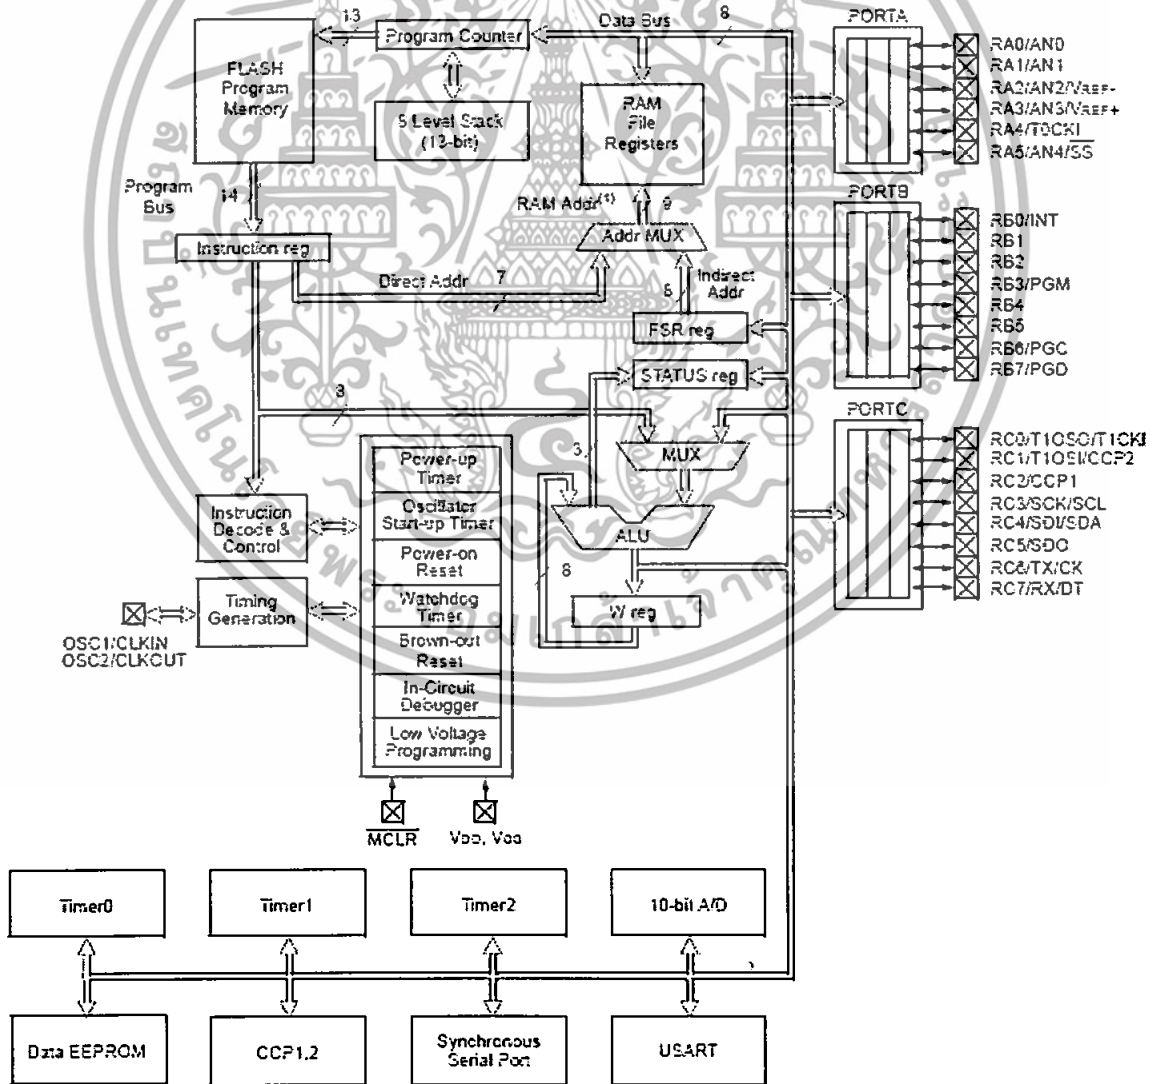 13
Data Bus
8
PORTA
Program Counter
FLASH
Program
Memory
RAM
File
Registers
RA0/AN0
RA1/AN1
RA2/AN2/VREF-
RA3/AN3/VREF+
RA4/T0CKI
RA5/AN4/SS
Level Stack
(13-bit)
Program
Bus
14
RAM Addr(1)
9
PORTB
Addr MUX
Instruction reg
Direct Addr
7
Indirect
Addr
FSR reg
STATUS reg
RB0/INT
RB1
RB2
RB3/PGM
RB4
RB5
RB6/PGC
RB7/PGD
PORTC
MUX
RC0/T1OSO/T1CKI
RC1/T1OSI/CCP2
RC2/CCP1
RC3/SCK/SCL
RC4/SDI/SDA
RC5/SDO
RC6/TX/CK
RC7/RX/DT
Power-up
Timer
Oscillator
Start-up Timer
Power-on
Reset
Watchdog
Timer
Brown-out
Reset
In-Circuit
Debugger
Low Voltage
Programming
Instruction
Decode &
Control
ALU
8
W reg
Timing
Generation
OSC1/CLKIN
OSC2/CLKOUT
MCLR
Timer0
Timer1
Timer2
10-bit A/D
Data EEPROM
CCP1,2
Synchronous
Serial Port
USART